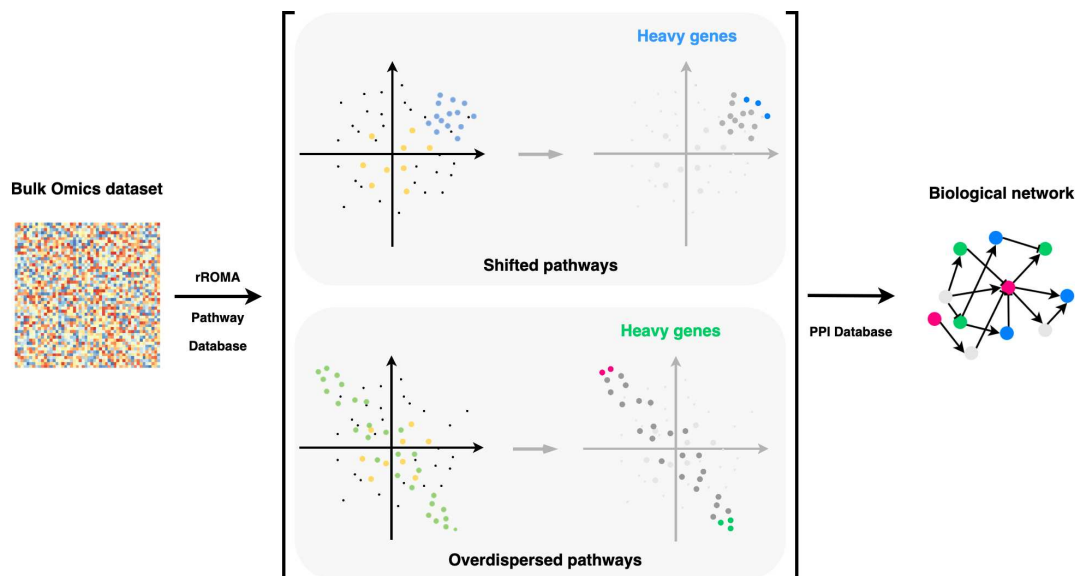 Bulk Omics dataset
rROMA
Pathway
Database
Heavy genes
Shifted pathways
Heavy genes
Overdispersed pathways
PPI Database
Biological network